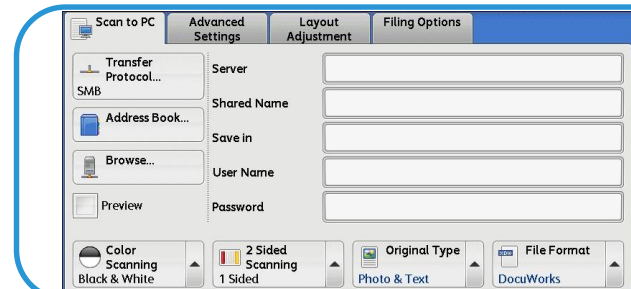 Scan to PC
Advanced
Settings
Layout
Adjustment
Filing Options
Transfer
Protocol...
SMB
Address Book...
Browse...
Preview
Server
Shared Name
Save in
User Name
Password
Color
Scanning
Black & White
2 Sided
Scanning
1 Sided
Original Type
Photo & Text
File Format
DocuWorks